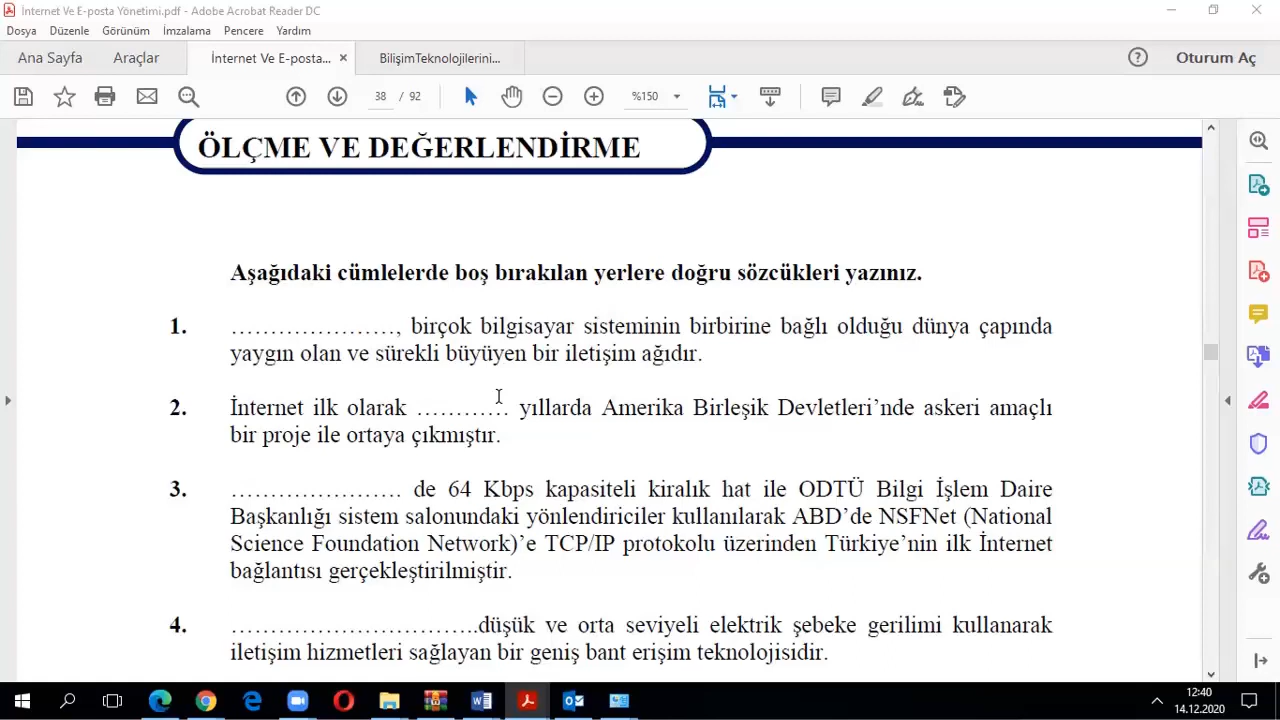 İnternet Ve E-posta Yönetimi.pdf - Adobe Acrobat Reader DC
Dosya Düzenle Görünüm İmzalama Pencere Yardım
Ana Sayfa Araçlar İnternet Ve E-posta... × BilişimTeknolojilerini... ? Oturum Aç
38 / 92 %150
ÖLÇME VE DEĞERLENDİRME
Aşağıdaki cümlelerde boş bırakılan yerlere doğru sözcükleri yazınız.
1. …………………, birçok bilgisayar sisteminin birbirine bağlı olduğu dünya çapında
yaygın olan ve sürekli büyüyen bir iletişim ağıdır.
2. İnternet ilk olarak ………… yıllarda Amerika Birleşik Devletleri’nde askeri amaçlı
bir proje ile ortaya çıkmıştır.
3. …………………. de 64 Kbps kapasiteli kiralık hat ile ODTÜ Bilgi İşlem Daire
Başkanlığı sistem salonundaki yönlendiriciler kullanılarak ABD’de NSFNet (National
Science Foundation Network)’e TCP/IP protokolu üzerinden Türkiye’nin ilk İnternet
bağlantısı gerçekleştirilmiştir.
4. …………………………..düşük ve orta seviyeli elektrik şebeke gerilimi kullanarak
iletişim hizmetleri sağlayan bir geniş bant erişim teknolojisidir.
12:40
14.12.2020